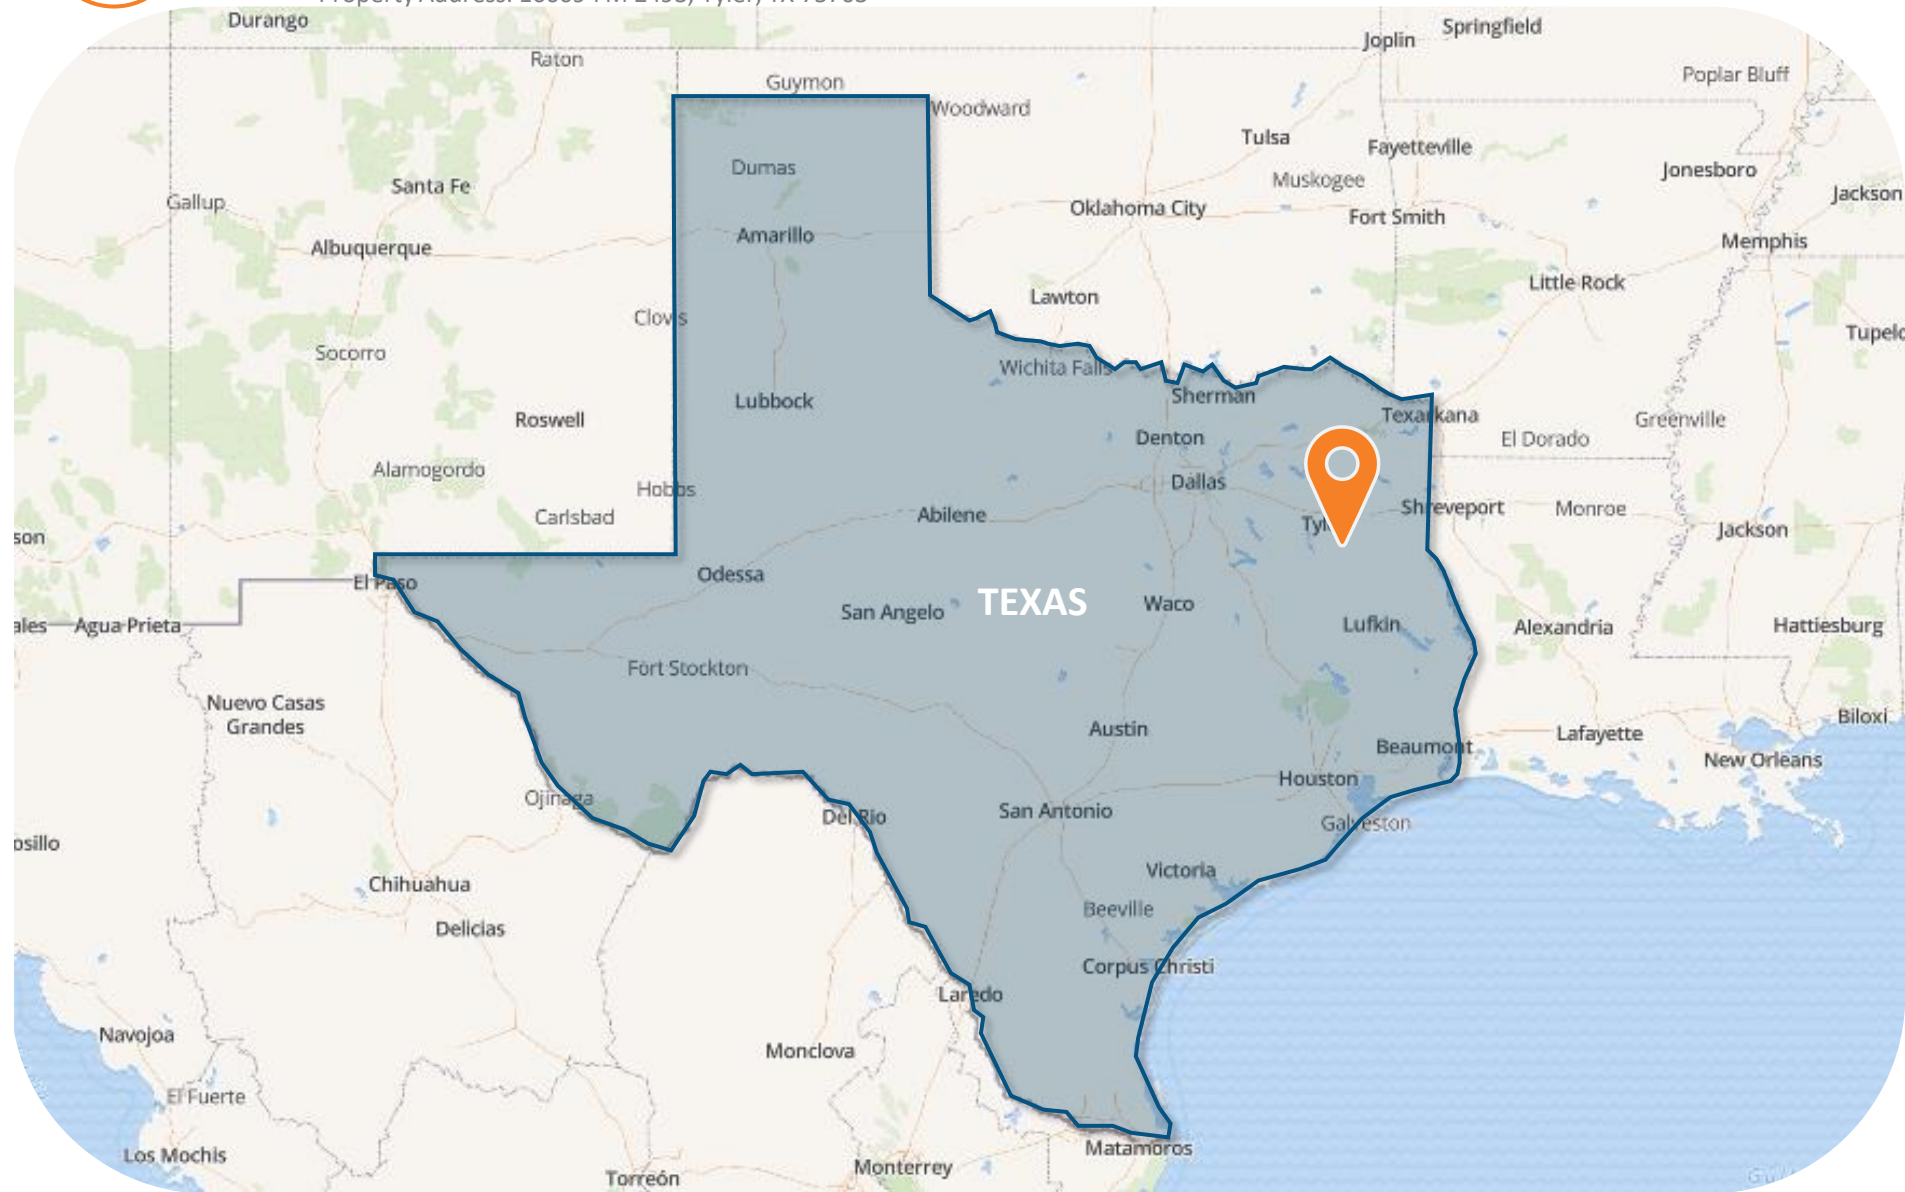 Durango
Springfield
Joplin
Raton
Poplar Bluff
Guymon
Woodward
Tulsa
Fayetteville
Dumas
Jonesboro
Muskogee
Santa Fe
Jackson
Gallup
Oklahoma City
Fort Smith
Amarillo
Memphis
Albuquerque
Little Rock
Lawton
Clovis
Tupelo
Socorro
Wichita Falls
Sherman
Lubbock
Texarkana
Roswell
Greenville
Denton
El Dorado
Alamogordo
Dallas
Hobbs
Shreveport
Monroe
Abilene
Carlsbad
Tyl
Jackson
son
Odessa
El Paso
TEXAS
Waco
San Angelo
Lufkin
ales
Agua Prieta
Alexandria
Hattiesburg
Fort Stockton
Nuevo Casas
Grandes
Biloxi
Austin
Lafayette
Beaumont
New Orleans
Houston
Ojinaga
San Antonio
Del Rio
Galveston
osillo
Victoria
Chihuahua
Beeville
Delicias
Corpus Christi
Laredo
Navojoa
Monclova
El Fuerte
Matamoros
Los Mochis
Monterrey
Torreón